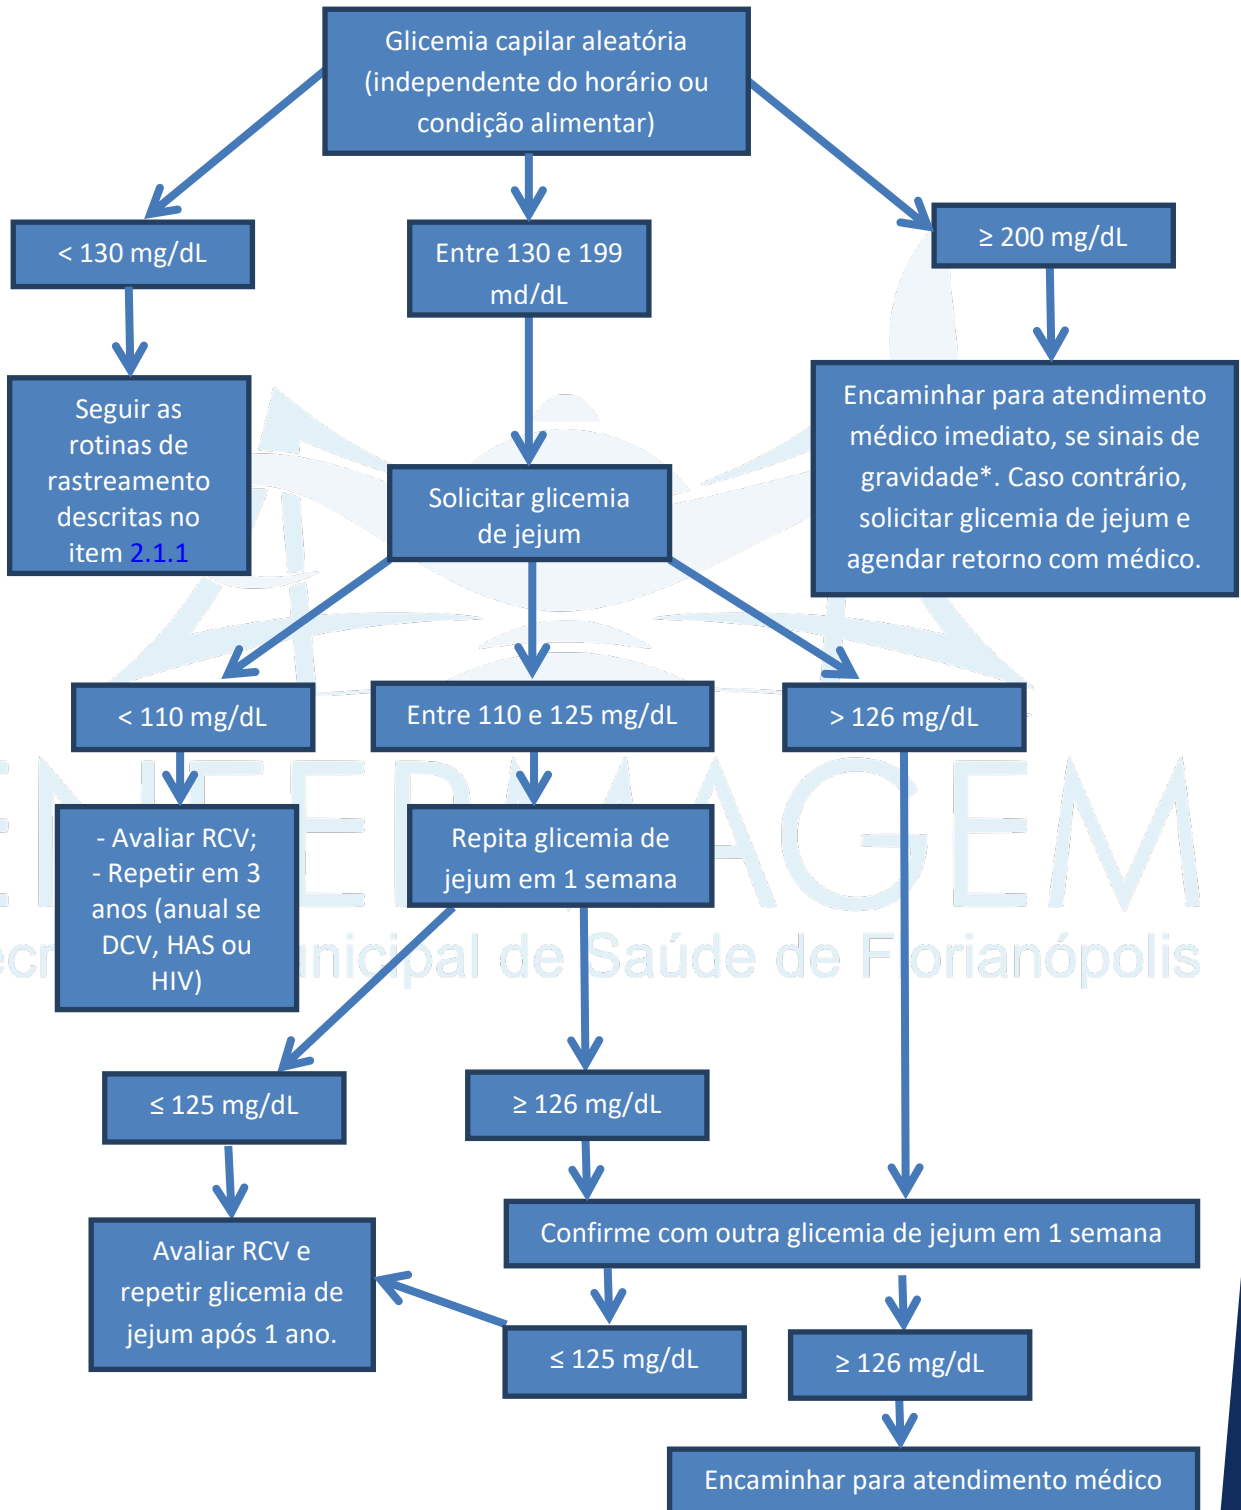 Glicemia capilar aleatória
(independente do horário ou
condição alimentar)
< 130 mg/dL
Entre 130 e 199
md/dL
≥ 200 mg/dL
Seguir as
rotinas de
rastreamento
descritas no
item 2.1.1
Solicitar glicemia
de jejum
Encaminhar para atendimento
médico imediato, se sinais de
gravidade*. Caso contrário,
solicitar glicemia de jejum e
agendar retorno com médico.
< 110 mg/dL
Entre 110 e 125 mg/dL
> 126 mg/dL
- Avaliar RCV;
- Repetir em 3
anos (anual se
DCV, HAS ou
HIV)
Repita glicemia de
jejum em 1 semana
de Saúde de Florianópolis
≤ 125 mg/dL
≥ 126 mg/dL
Confirme com outra glicemia de jejum em 1 semana
Avaliar RCV e
repetir glicemia de
jejum após 1 ano.
≤ 125 mg/dL
≥ 126 mg/dL
Encaminhar para atendimento médico